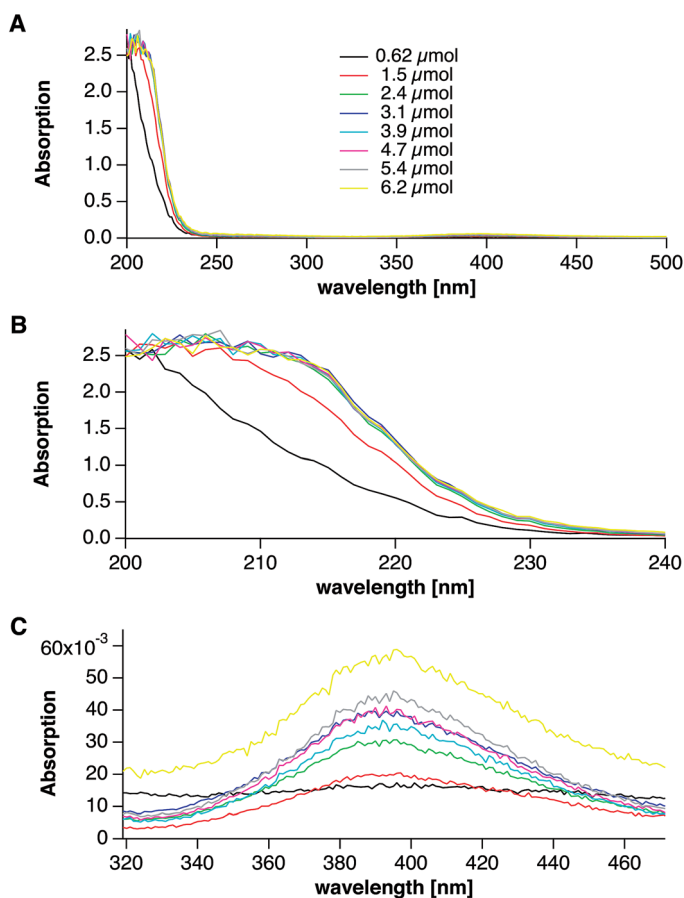 A
2.5
2.0
1.5
1.0
0.5
0.0
Absorption
0.62 µmol
1.5 µmol
2.4 µmol
3.1 µmol
3.9 µmol
4.7 µmol
5.4 µmol
6.2 µmol
200 250 300 350 400 450 500
wavelength [nm]
B
2.5
2.0
1.5
1.0
0.5
0.0
Absorption
200 210 220 230 240
wavelength [nm]
C
60x10⁻³
50
40
30
20
10
0
Absorption
320 340 360 380 400 420 440 460
wavelength [nm]